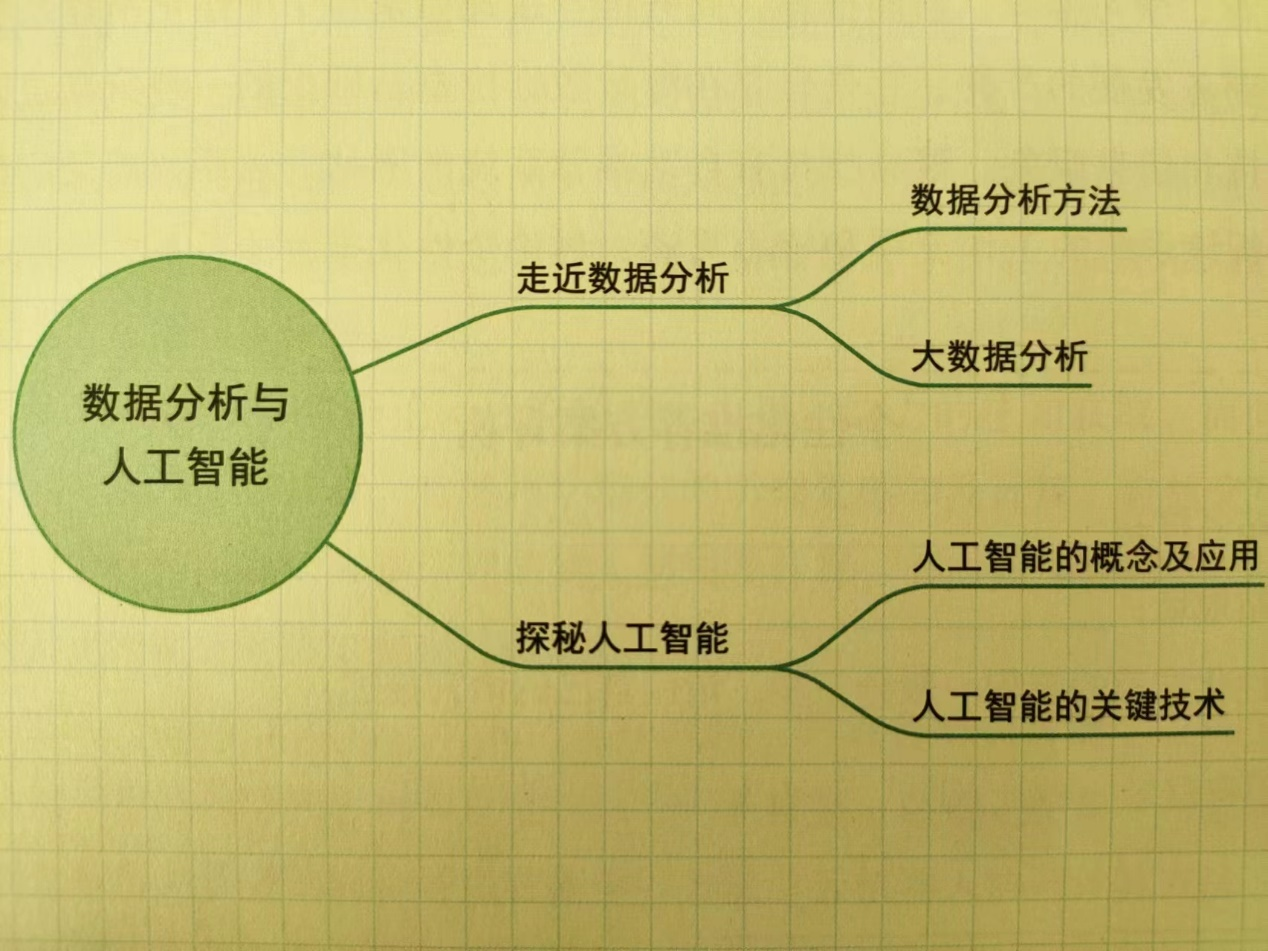 数据分析与
人工智能
走近数据分析
数据分析方法
大数据分析
探秘人工智能
人工智能的概念及应用
人工智能的关键技术